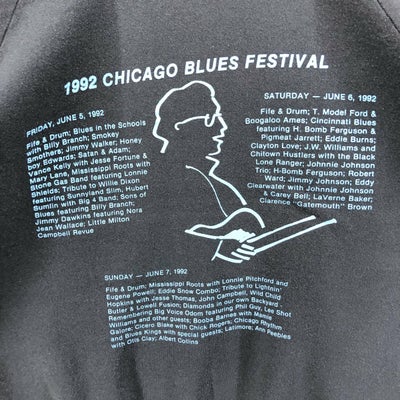 1992 CHICAGO BLUES FESTIVAL
FRIDAY, JUNE 5, 1992
Fife & Drum; Blues in the Schools
with Billy Branch; Smokey
Smothers; Jimmy Walker; Honey
boy Edwards; Satan & Adam;
Vance Kelly with Jesse Fortune &
Mary Lane, Mississippi Roots with
Stone Gas Band featuring Lonnie
Shields; Tribute to Willie Dixon
featuring Sunnyland Slim, Hubert
Sumlin with Big 4 Band; Sons of
Blues featuring Billy Branch;
Jimmy Dawkins featuring Nora
Jean Wallace; Little Milton
Campbell Revue
SATURDAY — JUNE 6, 1992
Fife & Drum; T. Model Ford &
Boogaloo Ames; Cincinnati Blues
featuring H. Bomb Ferguson &
Pigmeat Jarrett; Eddie Burns;
Clayton Love; J.W. Williams and
Chitown Hustlers with the Black
Lone Ranger; Johnnie Johnson
Trio; H-Bomb Ferguson; Robert
Ward; Jimmy Johnson; Eddy
Clearwater with Johnnie Johnson
& Carey Bell; LaVerne Baker;
Clarence "Gatemouth" Brown
SUNDAY — JUNE 7, 1992
Fife & Drum; Mississippi Roots with Lonnie Pitchford and
Eugene Powell; Eddie Snow Combo; Tribute to Lightnin'
Hopkins with Jesse Thomas, John Campbell, Wild Child
Butler & Lowell Fulson; Diamonds in our own Backyard
Remembering Big Voice Odom featuring Phil Guy, Lee Shot
Williams and other guests; Booba Barnes with Mamie
Galore; Cicero Blake with Chick Rogers; Chicago Rhythm
and Blues Kings with special guests; Latimore; Ann Peebles
with Otis Clay; Albert Collins